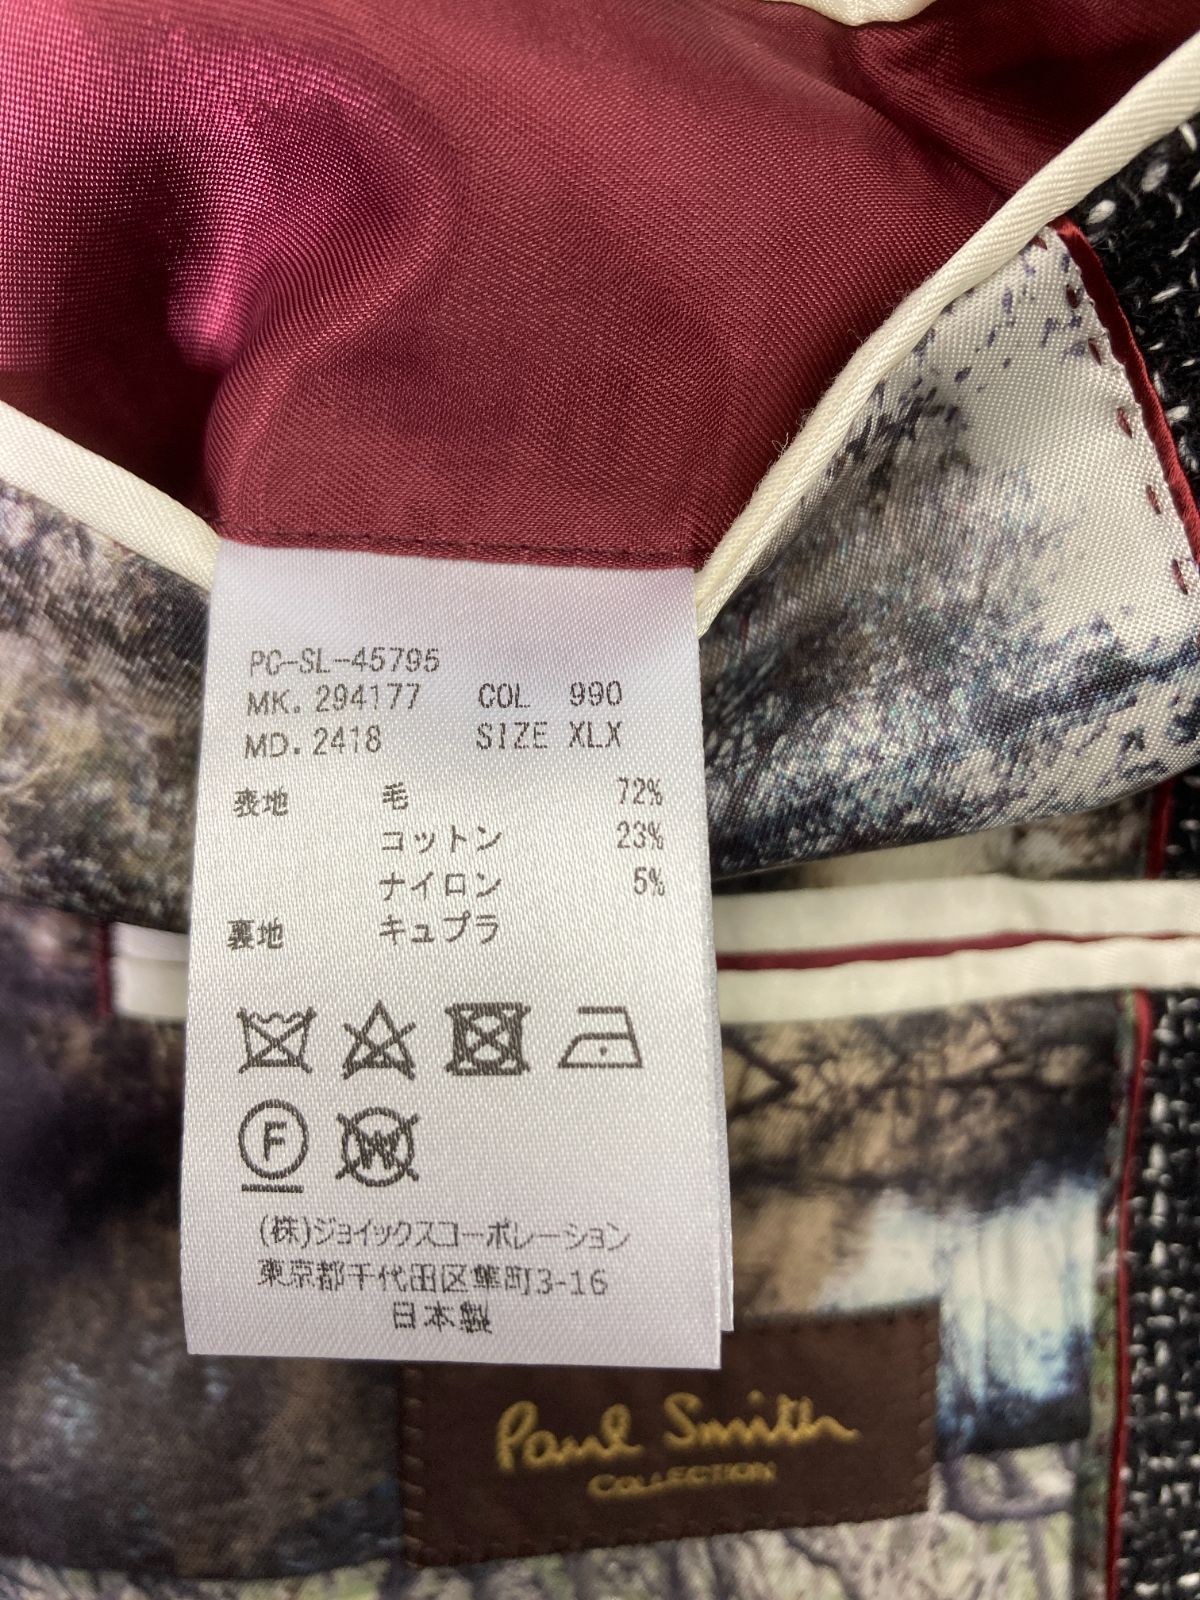 PC-SL-45795
MK. 294177 COL 990
MD. 2418 SIZE XLX
表地 毛 72%
コットン 23%
ナイロン 5%
裏地 キュプラ
F
W
(株)ジョイックスコーポレーション
東京都千代田区隼町3-16
日本製
Paul Smith
COLLECTION